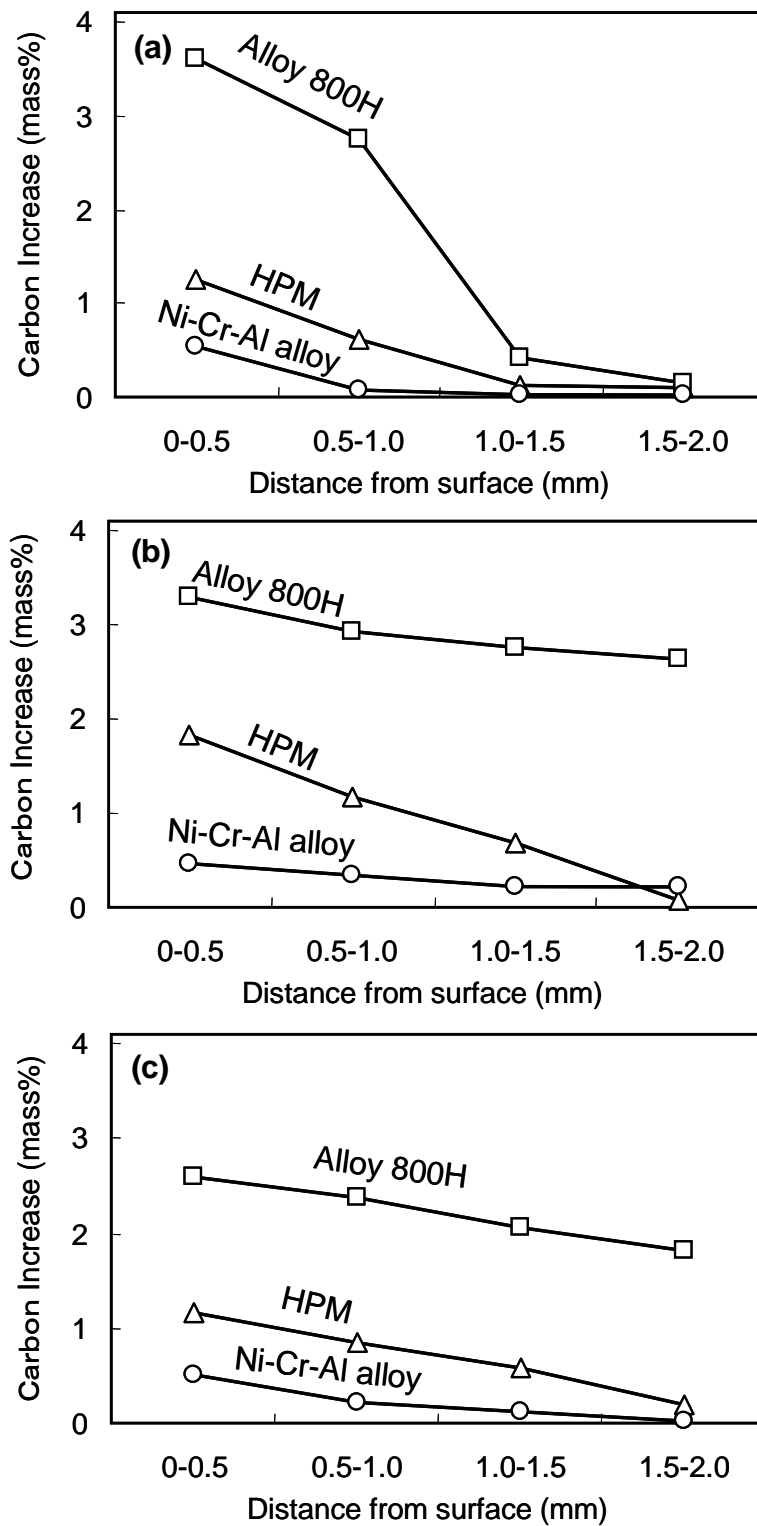 (a)
Alloy 800H
HPM
Ni-Cr-Al alloy
Carbon Increase (mass%)
4
3
2
1
0
0-0.5 0.5-1.0 1.0-1.5 1.5-2.0
Distance from surface (mm)
(b)
Alloy 800H
HPM
Ni-Cr-Al alloy
Carbon Increase (mass%)
4
3
2
1
0
0-0.5 0.5-1.0 1.0-1.5 1.5-2.0
Distance from surface (mm)
(c)
Alloy 800H
HPM
Ni-Cr-Al alloy
Carbon Increase (mass%)
4
3
2
1
0
0-0.5 0.5-1.0 1.0-1.5 1.5-2.0
Distance from surface (mm)